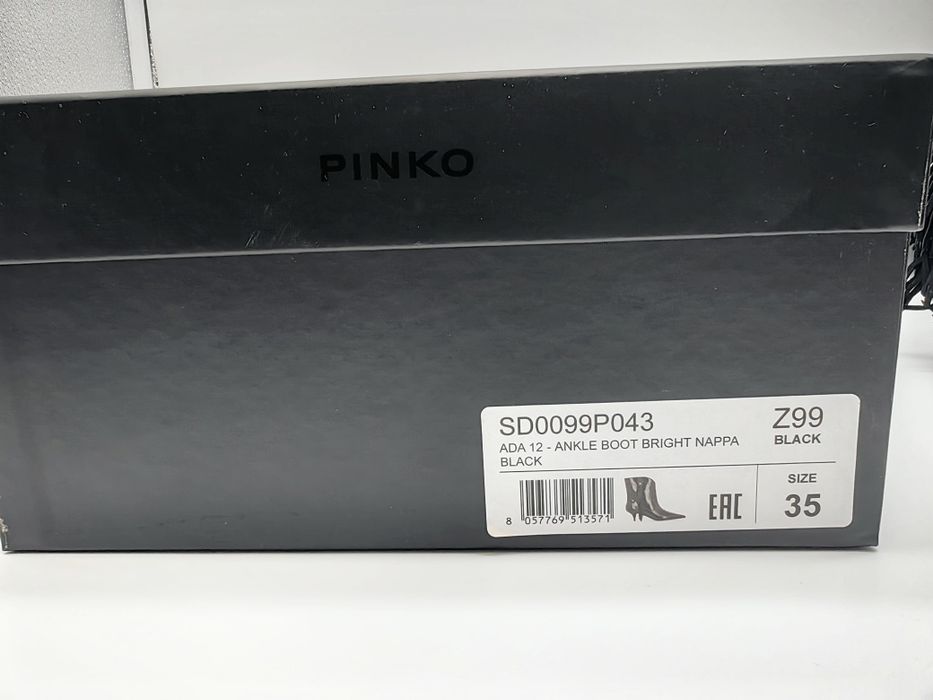 PINKO
SD0099P043
Z99
BLACK
ADA 12 - ANKLE BOOT BRIGHT NAPPA
BLACK
8 057769 513571
EAC
SIZE
35